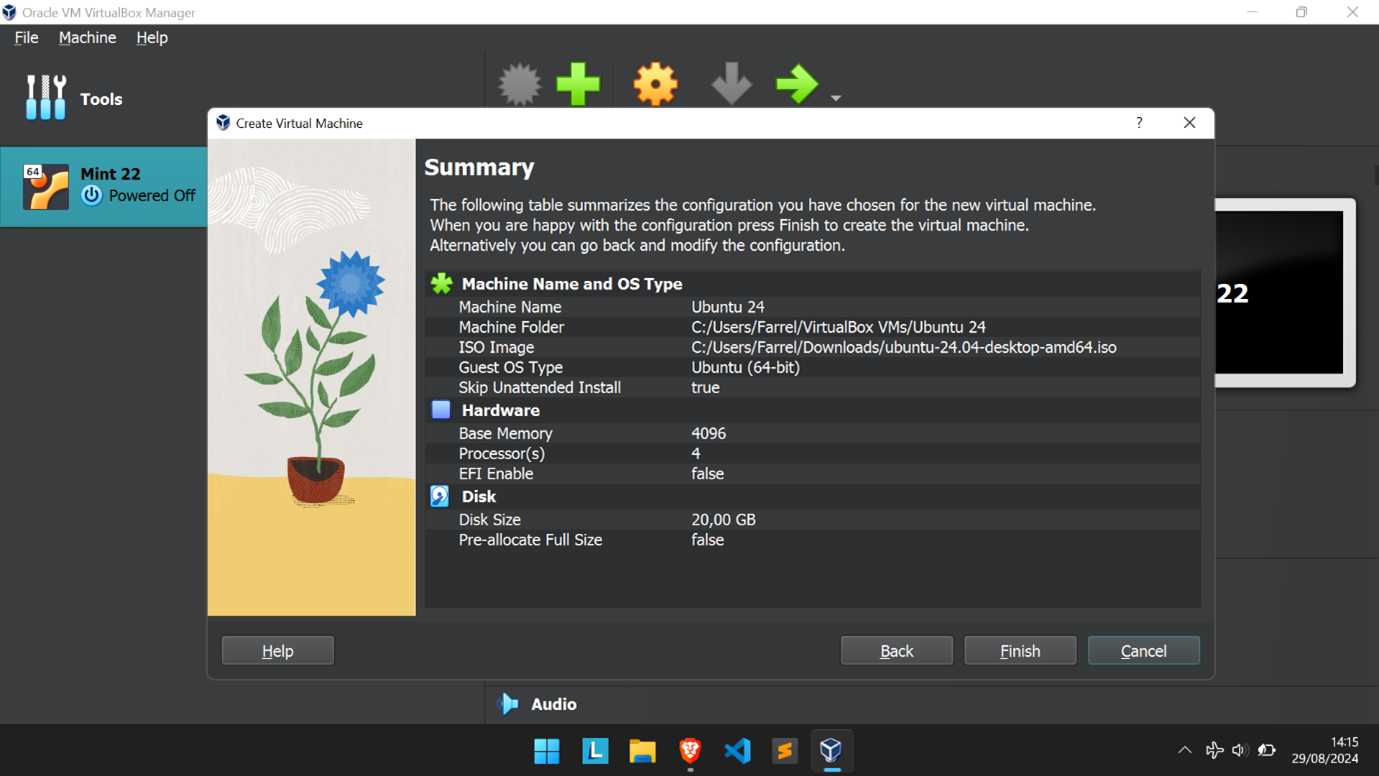 Oracle VM VirtualBox Manager
File Machine Help
Tools
64
Mint 22
Powered Off
Create Virtual Machine
?
Summary
The following table summarizes the configuration you have chosen for the new virtual machine.
When you are happy with the configuration press Finish to create the virtual machine.
Alternatively you can go back and modify the configuration.
Machine Name and OS Type
Machine Name Ubuntu 24
Machine Folder C:/Users/Farrel/VirtualBox VMs/Ubuntu 24
ISO Image C:/Users/Farrel/Downloads/ubuntu-24.04-desktop-amd64.iso
Guest OS Type Ubuntu (64-bit)
Skip Unattended Install true
Hardware
Base Memory 4096
Processor(s) 4
EFI Enable false
Disk
Disk Size 20,00 GB
Pre-allocate Full Size false
22
Help Back Finish Cancel
Audio
L
14:15
29/08/2024